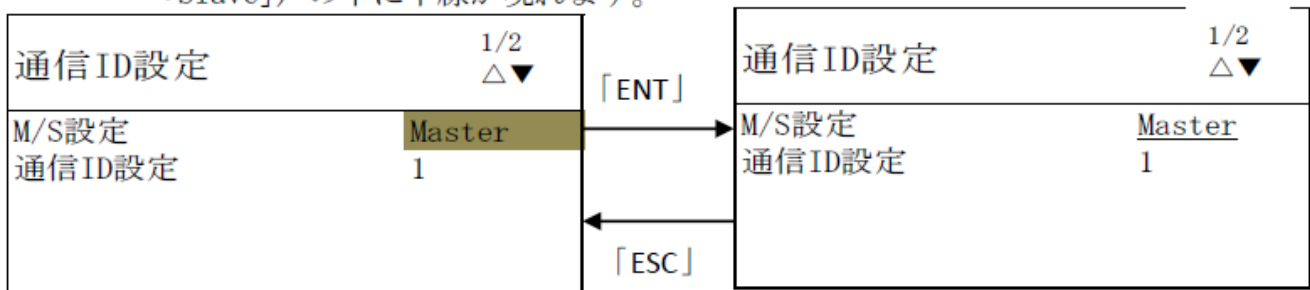 Slave」）の下に下線が現れます。
通信ID設定
1/2
△▼
M/S設定 Master
通信ID設定 1
「ENT」
「ESC」
通信ID設定
1/2
△▼
M/S設定 Master
通信ID設定 1